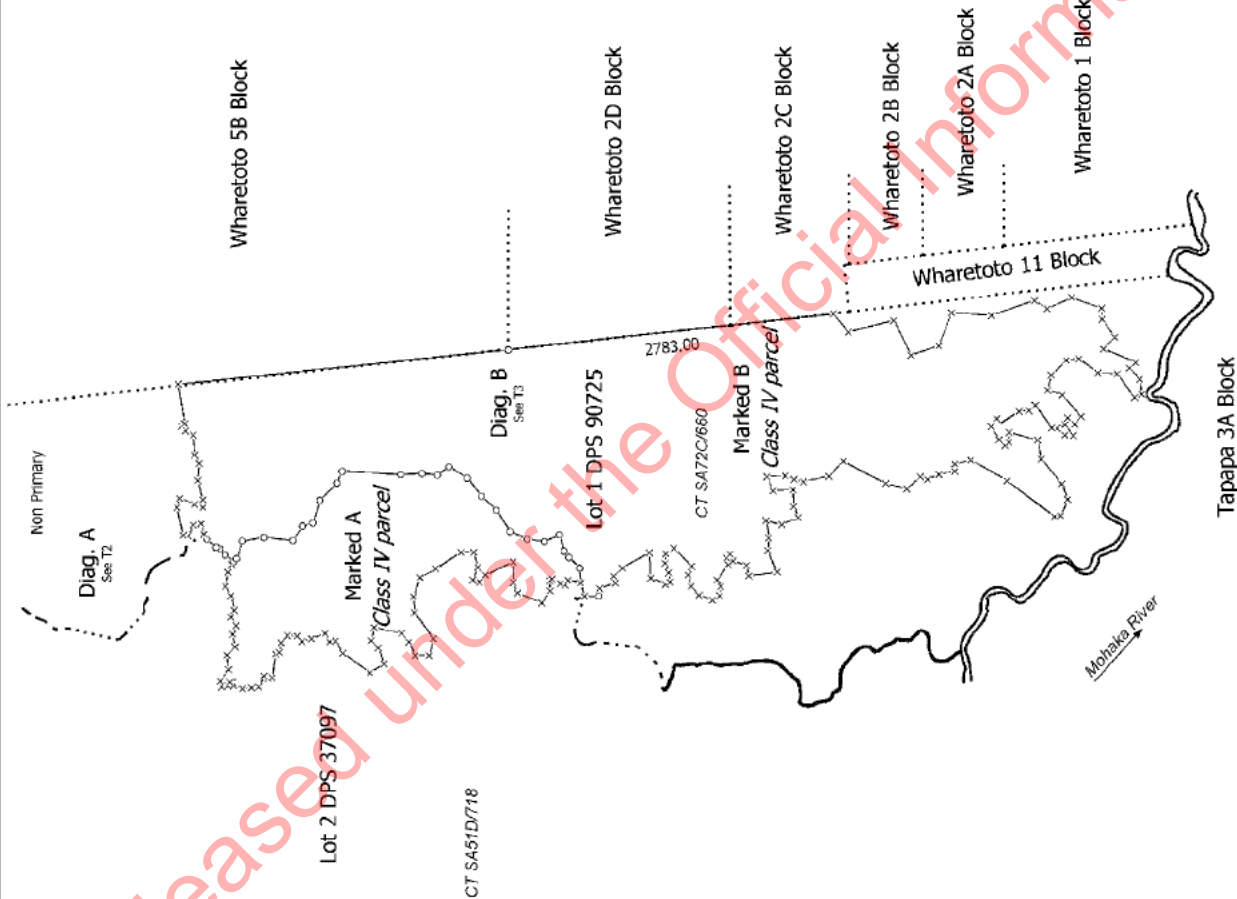 Wharetoto 5B Block
Wharetoto 2D Block
Wharetoto 2C Block
Wharetoto 2B Block
Wharetoto 2A Block
Wharetoto 1 Block
Wharetoto 11 Block
Non Primary
Diag. A
See T2
Diag. B
See T3
2783.00
Marked A
Class IV parcel
Lot 1 DPS 90725
CT SA72C/660
Marked B
Class IV parcel
Lot 2 DPS 37097
CT SA51D/718
Mohaka River
Tapapa 3A Block
leased under the Official Inform